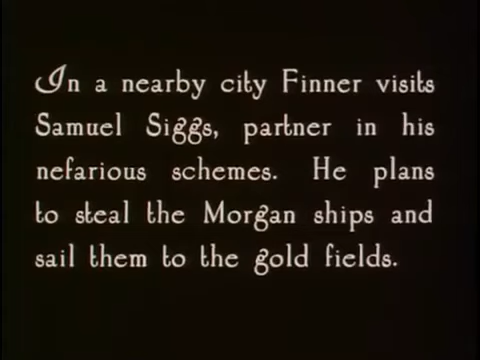 In a nearby city Finner visits
Samuel Siggs, partner in his
nefarious schemes. He plans
to steal the Morgan ships and
sail them to the gold fields.